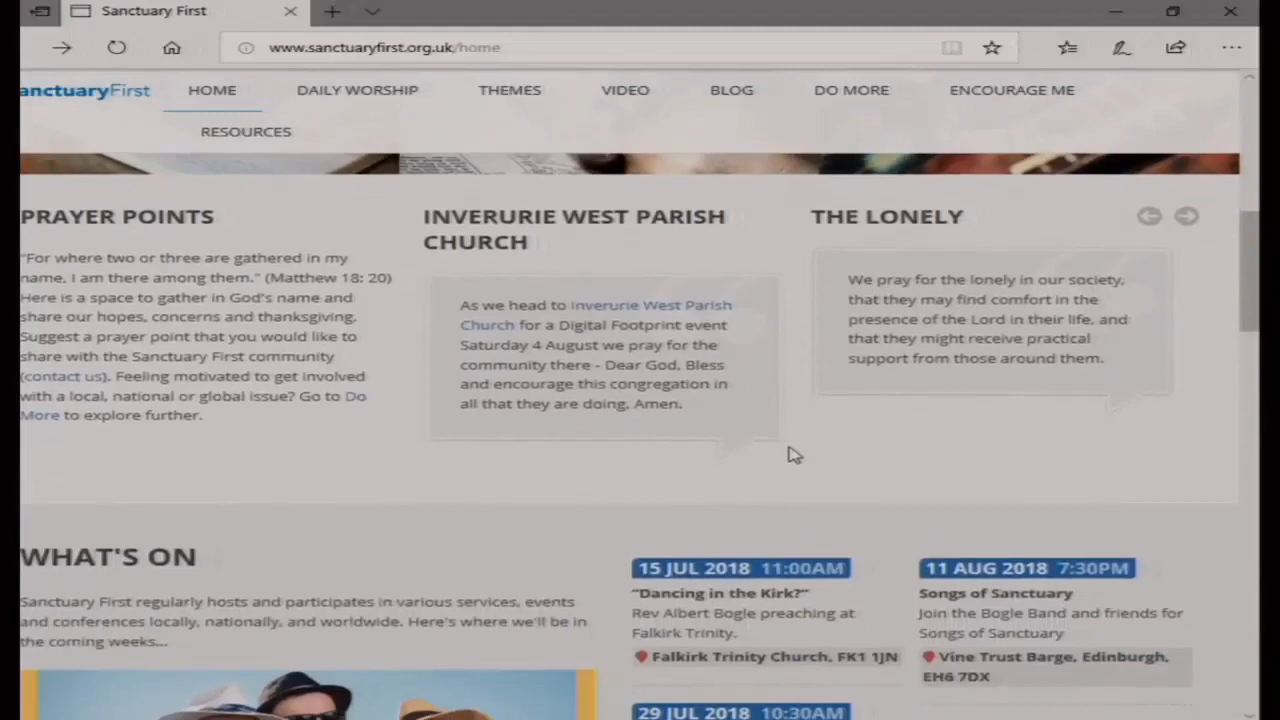 Sanctuary First
www.sanctuaryfirst.org.uk/home
anctuaryFirst
HOME
DAILY WORSHIP
THEMES
VIDEO
BLOG
DO MORE
ENCOURAGE ME
RESOURCES
PRAYER POINTS
"For where two or three are gathered in my
name, I am there among them." (Matthew 18: 20)
Here is a space to gather in God's name and
share our hopes, concerns and thanksgiving.
Suggest a prayer point that you would like to
share with the Sanctuary First community
(contact us). Feeling motivated to get involved
with a local, national or global issue? Go to Do
More to explore further.
INVERURIE WEST PARISH
CHURCH
As we head to Inverurie West Parish
Church for a Digital Footprint event
Saturday 4 August we pray for the
community there - Dear God, Bless
and encourage this congregation in
all that they are doing, Amen.
THE LONELY
We pray for the lonely in our society,
that they may find comfort in the
presence of the Lord in their life, and
that they might receive practical
support from those around them.
WHAT'S ON
Sanctuary First regularly hosts and participates in various services, events
and conferences locally, nationally, and worldwide. Here's where we'll be in
the coming weeks...
15 JUL 2018 11:00AM
"Dancing in the Kirk?"
Rev Albert Bogle preaching at
Falkirk Trinity.
Falkirk Trinity Church, FK1 1JN
29 JUL 2018 10:30AM
11 AUG 2018 7:30PM
Songs of Sanctuary
Join the Bogle Band and friends for
Songs of Sanctuary
Vine Trust Barge, Edinburgh,
EH6 7DX